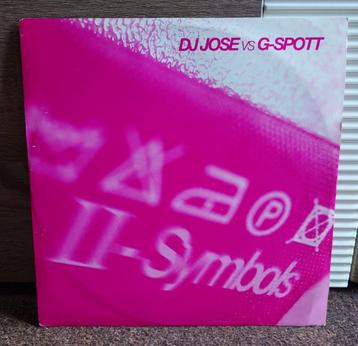 DJ JOSE VS G-SPOTT
P
II-Symbols